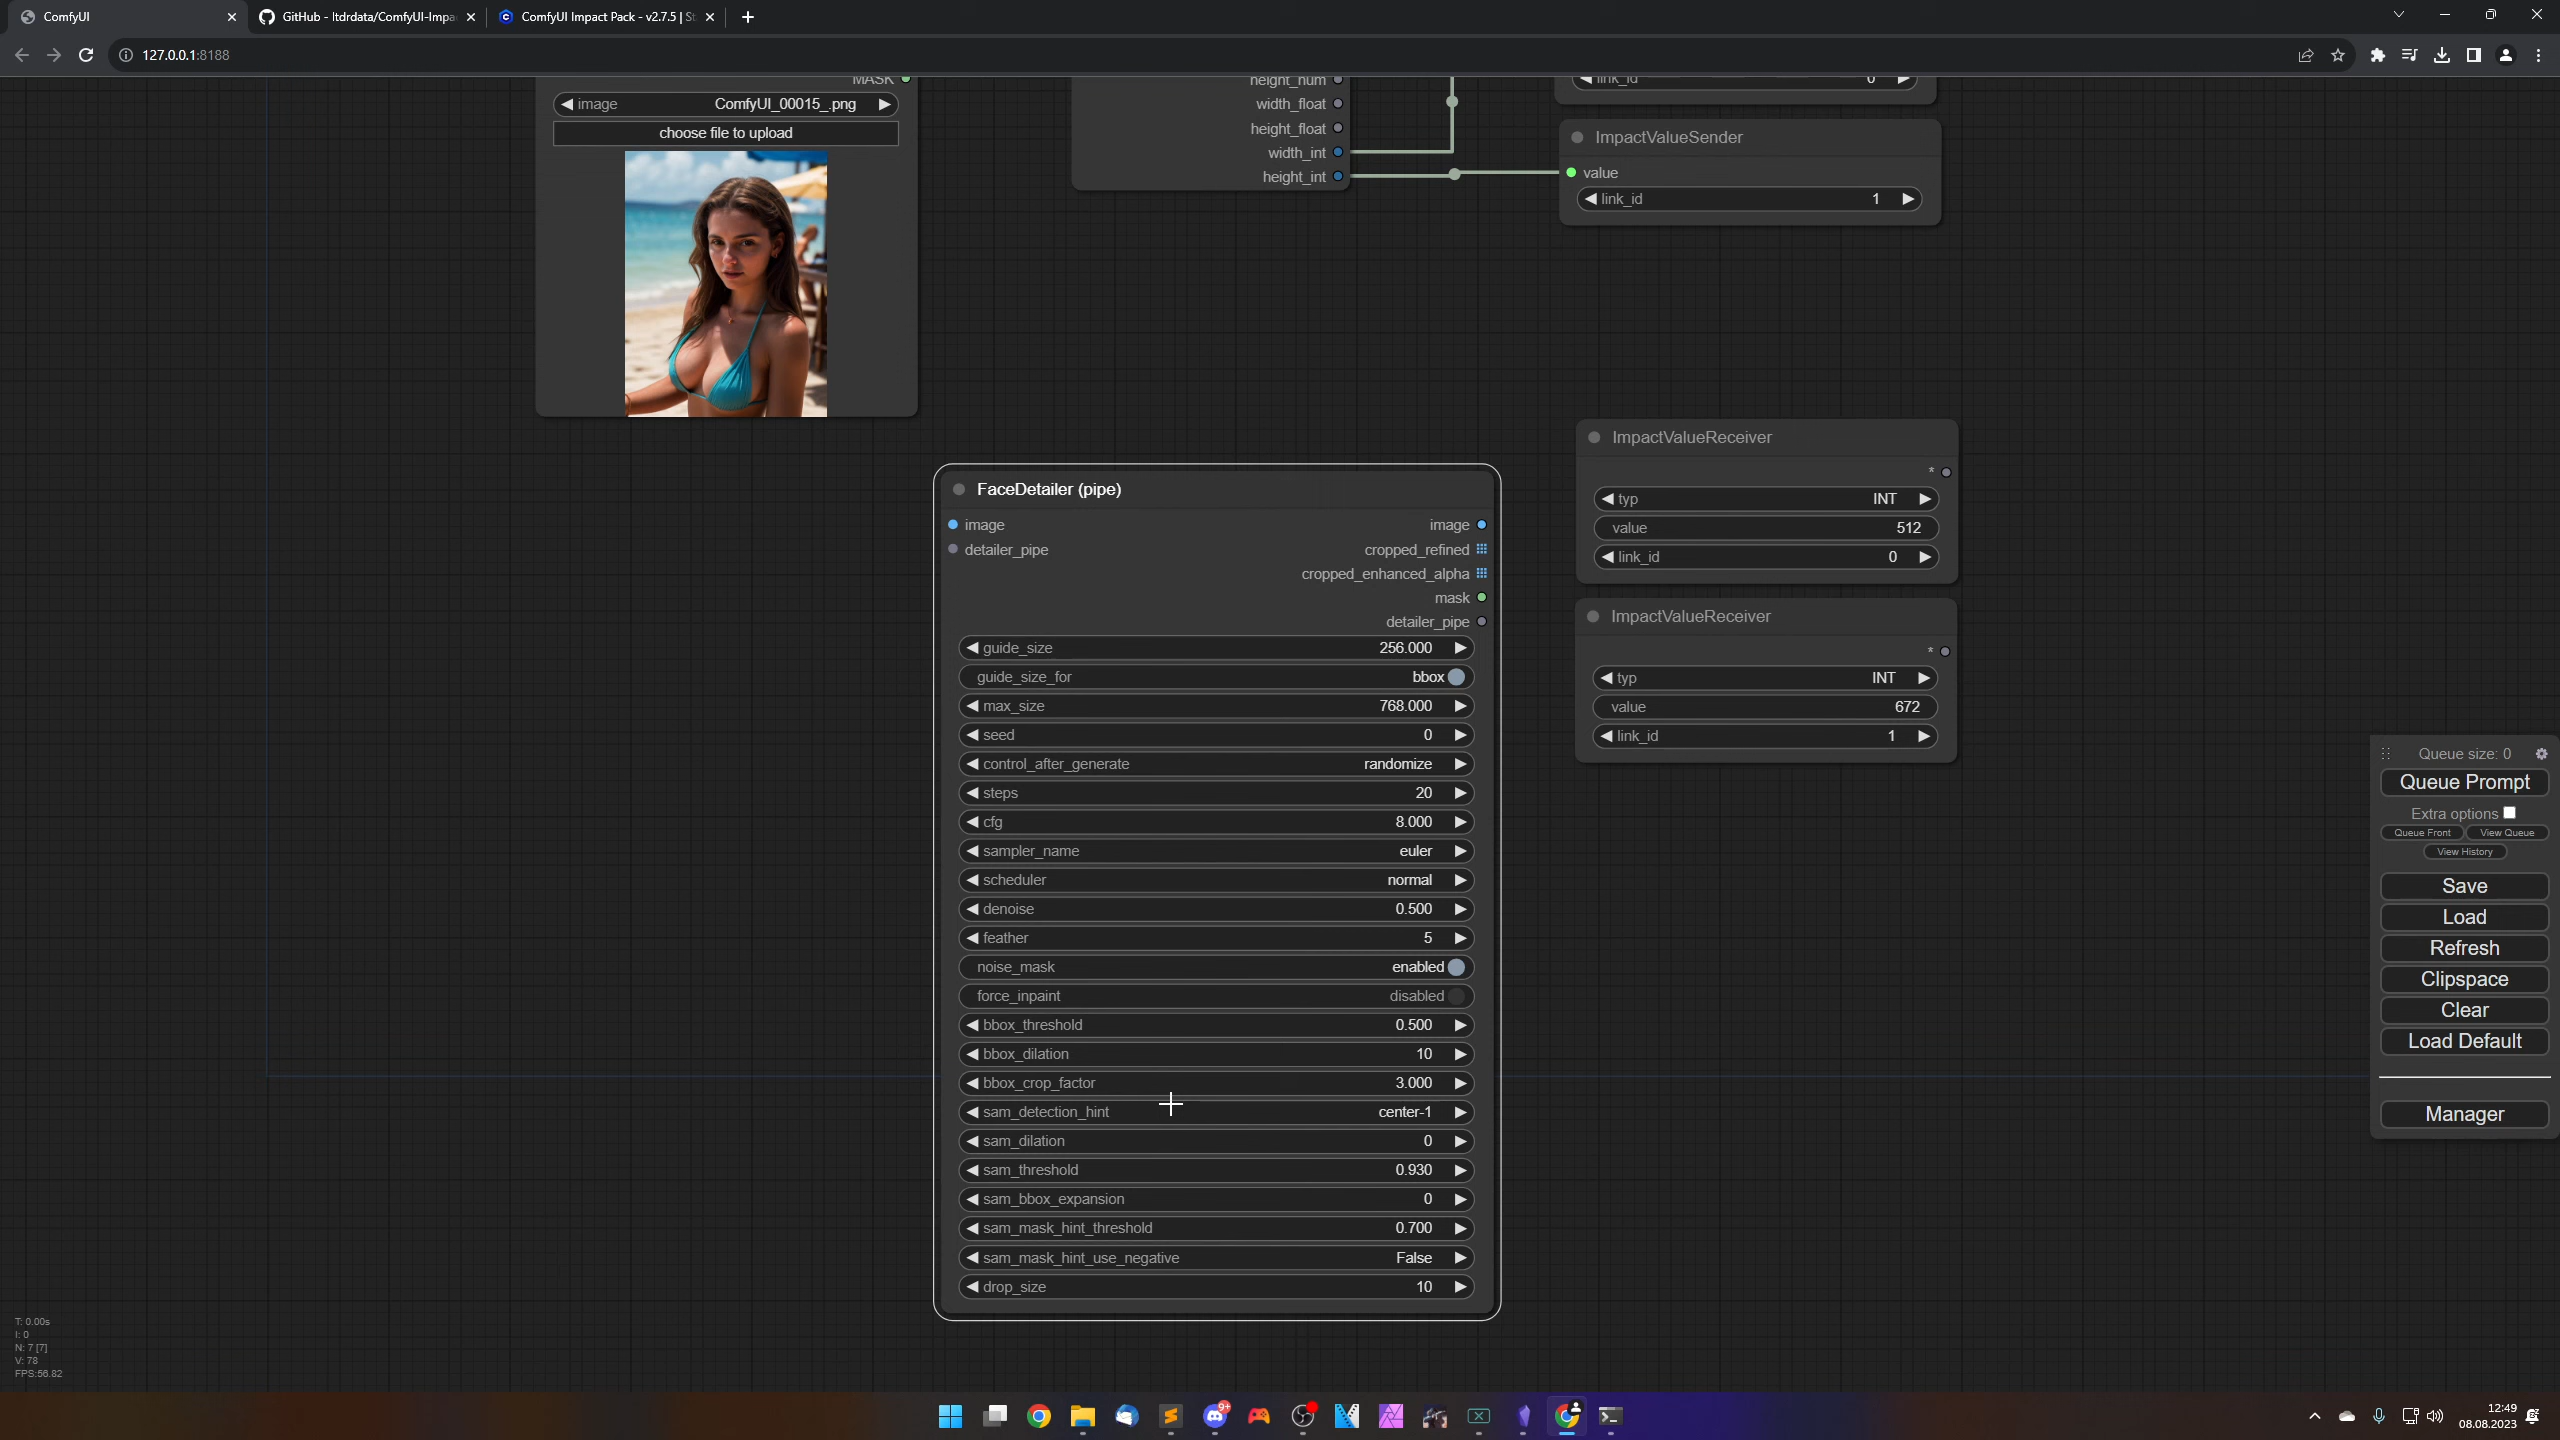 ComfyUI
GitHub - ltdrdata/ComfyUI-Impa
ComfyUI Impact Pack - v2.7.5 | St
127.0.0.1:8188
MASK
image ComfyUI_00015_.png
choose file to upload
height_num
width_float
height_float
width_int
height_int
link_id 0
ImpactValueSender
value
link_id 1
ImpactValueReceiver
*
typ INT
value 512
link_id 0
ImpactValueReceiver
*
typ INT
value 672
link_id 1
FaceDetailer (pipe)
image image
detailer_pipe cropped_refined
cropped_enhanced_alpha
mask
detailer_pipe
guide_size 256.000
guide_size_for bbox
max_size 768.000
seed 0
control_after_generate randomize
steps 20
cfg 8.000
sampler_name euler
scheduler normal
denoise 0.500
feather 5
noise_mask enabled
force_inpaint disabled
bbox_threshold 0.500
bbox_dilation 10
bbox_crop_factor 3.000
sam_detection_hint center-1
sam_dilation 0
sam_threshold 0.930
sam_bbox_expansion 0
sam_mask_hint_threshold 0.700
sam_mask_hint_use_negative False
drop_size 10
Queue size: 0
Queue Prompt
Extra options
Queue Front View Queue
View History
Save
Load
Refresh
Clipspace
Clear
Load Default
Manager
T: 0.00s
I: 0
N: 7 [7]
V: 78
FPS:56.82
9+
12:49
08.08.2023